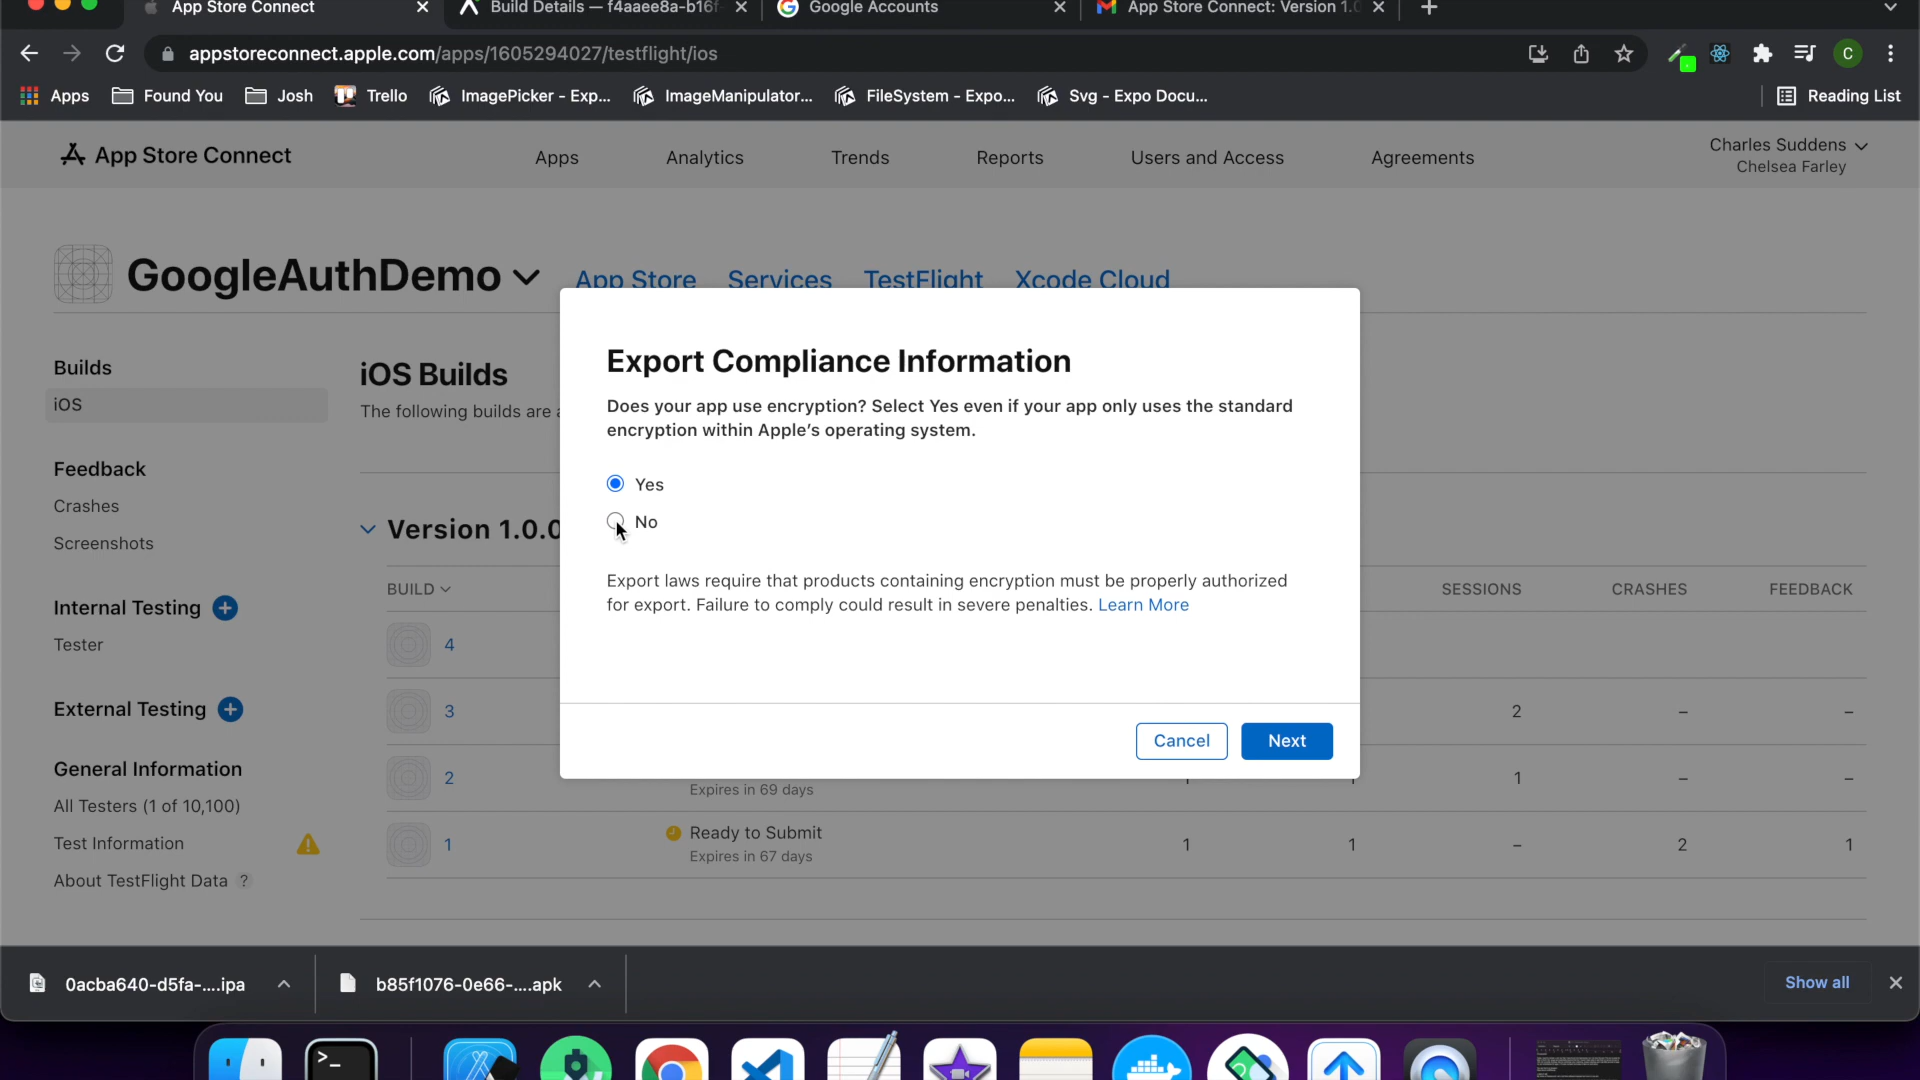 App Store Connect
Build Details — f4aaee8a-b16f-
Google Accounts
App Store Connect: Version 1.0
appstoreconnect.apple.com/apps/1605294027/testflight/ios
C
Apps
Found You
Josh
Trello
ImagePicker - Exp...
ImageManipulator...
FileSystem - Expo...
Svg - Expo Docu...
Reading List
App Store Connect
Apps
Analytics
Trends
Reports
Users and Access
Agreements
Charles Suddens
Chelsea Farley
GoogleAuthDemo
App Store
Services
TestFlight
Xcode Cloud
Builds
iOS
Feedback
Crashes
Screenshots
Internal Testing
Tester
External Testing
General Information
All Testers (1 of 10,100)
Test Information
About TestFlight Data ?
iOS Builds
The following builds are
Version 1.0.0
BUILD
SESSIONS
CRASHES
FEEDBACK
4
3
2
–
–
2
Expires in 69 days
1
1
1
–
–
1
Ready to Submit
Expires in 67 days
1
1
–
2
1
Export Compliance Information
Does your app use encryption? Select Yes even if your app only uses the standard
encryption within Apple's operating system.
Yes
No
Export laws require that products containing encryption must be properly authorized
for export. Failure to comply could result in severe penalties. Learn More
Cancel
Next
0acba640-d5fa-....ipa
b85f1076-0e66-....apk
Show all
>_